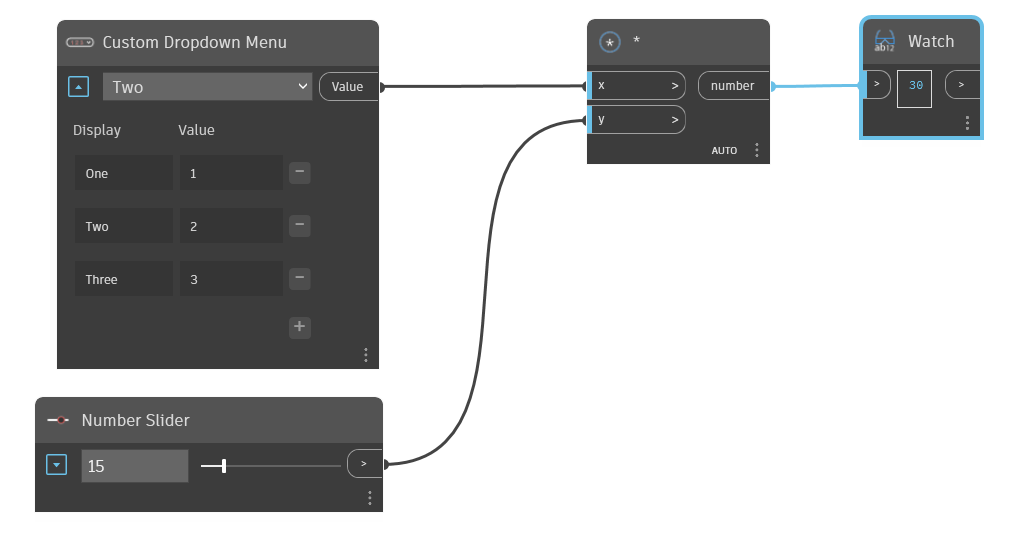 Custom Dropdown Menu
Two
Value
Display Value
One 1 −
Two 2 −
Three 3 −
+
Number Slider
15 >
*
x > number
y >
AUTO
ab12 Watch
> 30 >